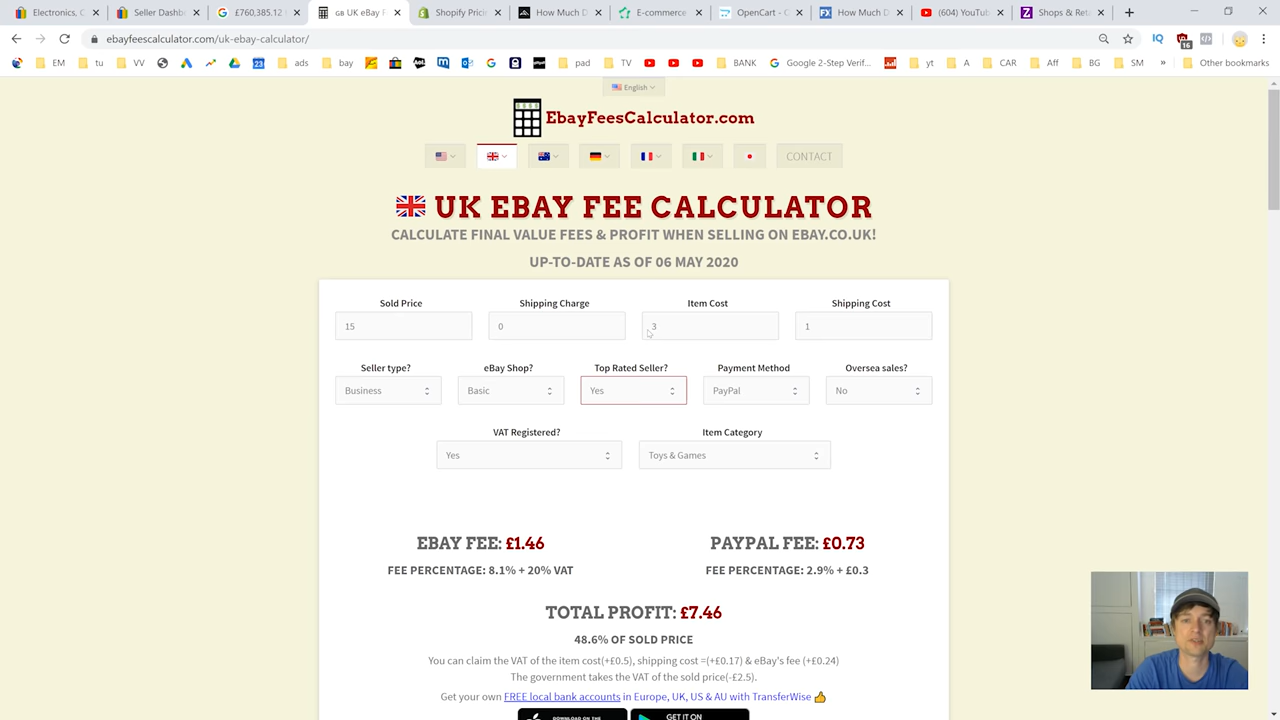 Electronics, C
Seller Dashb
£760,385.12
GB UK eBay F
Shopify Pricin
How Much D
E-commerce
OpenCart - C
How Much D
(604) YouTub
Shops & Reta
ebayfeescalculator.com/uk-ebay-calculator/
16
EM
tu
VV
23
ads
bay
pad
TV
BANK
Google 2-Step Verif...
yt
A
CAR
Aff
BG
SM
»
Other bookmarks
English
EbayFeesCalculator.com
CONTACT
UK EBAY FEE CALCULATOR
CALCULATE FINAL VALUE FEES & PROFIT WHEN SELLING ON EBAY.CO.UK!
UP-TO-DATE AS OF 06 MAY 2020
Sold Price Shipping Charge Item Cost Shipping Cost
15 0 3 1
Seller type? eBay Shop? Top Rated Seller? Payment Method Oversea sales?
Business Basic Yes PayPal No
VAT Registered? Item Category
Yes Toys & Games
EBAY FEE: £1.46 PAYPAL FEE: £0.73
FEE PERCENTAGE: 8.1% + 20% VAT FEE PERCENTAGE: 2.9% + £0.3
TOTAL PROFIT: £7.46
48.6% OF SOLD PRICE
You can claim the VAT of the item cost(+£0.5), shipping cost =(+£0.17) & eBay's fee (+£0.24)
The government takes the VAT of the sold price(-£2.5).
Get your own FREE local bank accounts in Europe, UK, US & AU with TransferWise
DOWNLOAD ON THE GET IT ON